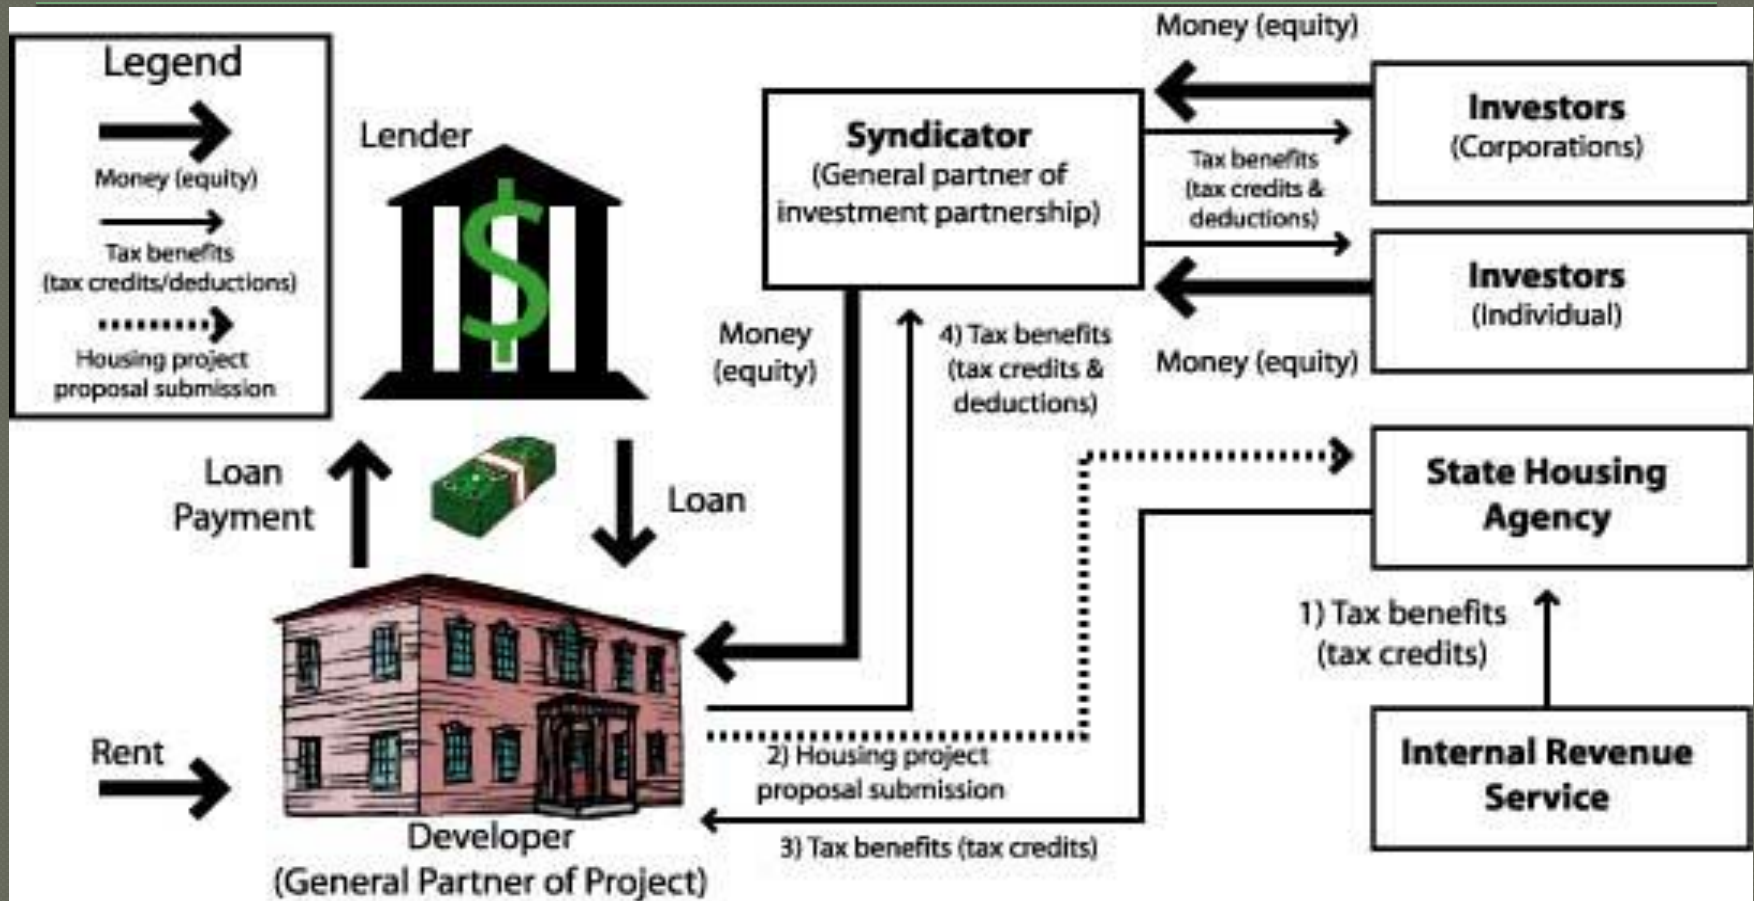 Legend
Money (equity)
Tax benefits
(tax credits/deductions)
Housing project
proposal submission
Lender
$
Loan
Payment
Loan
Rent
Developer
(General Partner of Project)
Syndicator
(General partner of
investment partnership)
Money
(equity)
4) Tax benefits
(tax credits &
deductions)
2) Housing project
proposal submission
3) Tax benefits (tax credits)
Money (equity)
Tax benefits
(tax credits &
deductions)
Money (equity)
Investors
(Corporations)
Investors
(Individual)
State Housing
Agency
1) Tax benefits
(tax credits)
Internal Revenue
Service